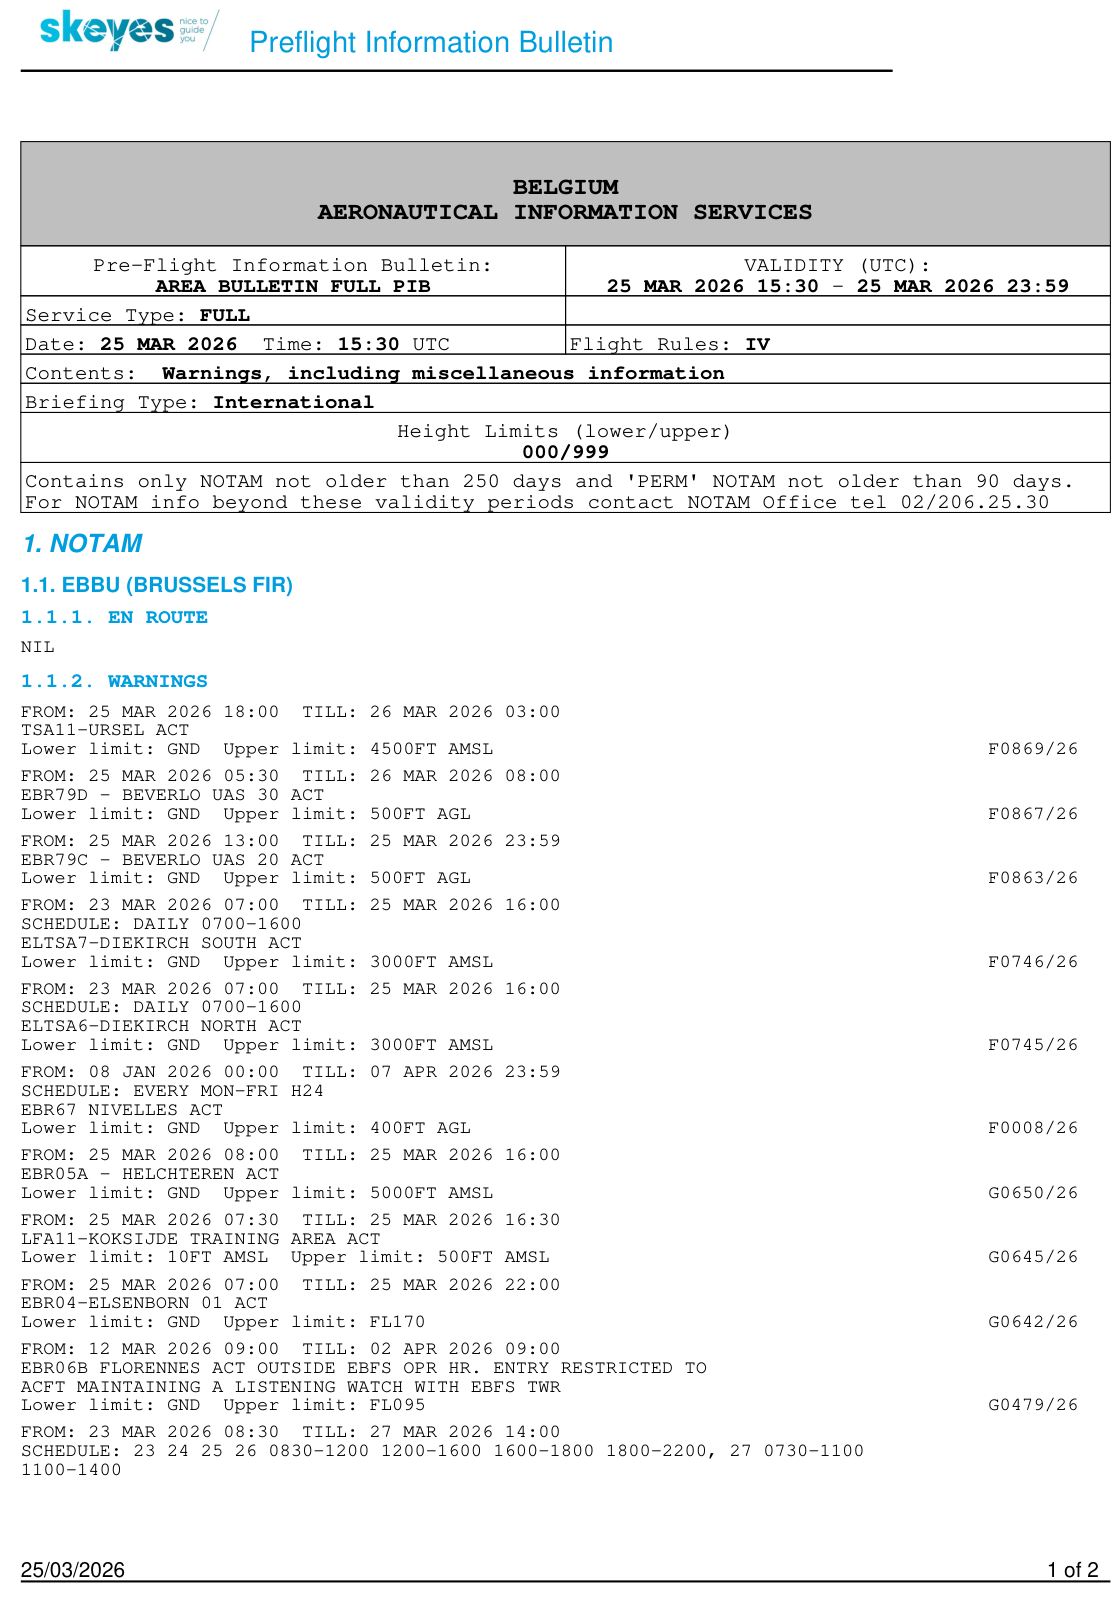 skeyes nice to guide you
Preflight Information Bulletin
BELGIUM
AERONAUTICAL INFORMATION SERVICES
Pre-Flight Information Bulletin:
AREA BULLETIN FULL PIB
VALIDITY (UTC):
25 MAR 2026 15:30 - 25 MAR 2026 23:59
Service Type: FULL
Date: 25 MAR 2026  Time: 15:30 UTC
Flight Rules: IV
Contents:  Warnings, including miscellaneous information
Briefing Type: International
Height Limits (lower/upper)
000/999
Contains only NOTAM not older than 250 days and 'PERM' NOTAM not older than 90 days.
For NOTAM info beyond these validity periods contact NOTAM Office tel 02/206.25.30
1. NOTAM
1.1. EBBU (BRUSSELS FIR)
1.1.1. EN ROUTE
NIL
1.1.2. WARNINGS
FROM: 25 MAR 2026 18:00  TILL: 26 MAR 2026 03:00
TSA11-URSEL ACT
Lower limit: GND  Upper limit: 4500FT AMSL F0869/26
FROM: 25 MAR 2026 05:30  TILL: 26 MAR 2026 08:00
EBR79D - BEVERLO UAS 30 ACT
Lower limit: GND  Upper limit: 500FT AGL F0867/26
FROM: 25 MAR 2026 13:00  TILL: 25 MAR 2026 23:59
EBR79C - BEVERLO UAS 20 ACT
Lower limit: GND  Upper limit: 500FT AGL F0863/26
FROM: 23 MAR 2026 07:00  TILL: 25 MAR 2026 16:00
SCHEDULE: DAILY 0700-1600
ELTSA7-DIEKIRCH SOUTH ACT
Lower limit: GND  Upper limit: 3000FT AMSL F0746/26
FROM: 23 MAR 2026 07:00  TILL: 25 MAR 2026 16:00
SCHEDULE: DAILY 0700-1600
ELTSA6-DIEKIRCH NORTH ACT
Lower limit: GND  Upper limit: 3000FT AMSL F0745/26
FROM: 08 JAN 2026 00:00  TILL: 07 APR 2026 23:59
SCHEDULE: EVERY MON-FRI H24
EBR67 NIVELLES ACT
Lower limit: GND  Upper limit: 400FT AGL F0008/26
FROM: 25 MAR 2026 08:00  TILL: 25 MAR 2026 16:00
EBR05A - HELCHTEREN ACT
Lower limit: GND  Upper limit: 5000FT AMSL G0650/26
FROM: 25 MAR 2026 07:30  TILL: 25 MAR 2026 16:30
LFA11-KOKSIJDE TRAINING AREA ACT
Lower limit: 10FT AMSL  Upper limit: 500FT AMSL G0645/26
FROM: 25 MAR 2026 07:00  TILL: 25 MAR 2026 22:00
EBR04-ELSENBORN 01 ACT
Lower limit: GND  Upper limit: FL170 G0642/26
FROM: 12 MAR 2026 09:00  TILL: 02 APR 2026 09:00
EBR06B FLORENNES ACT OUTSIDE EBFS OPR HR. ENTRY RESTRICTED TO
ACFT MAINTAINING A LISTENING WATCH WITH EBFS TWR
Lower limit: GND  Upper limit: FL095 G0479/26
FROM: 23 MAR 2026 08:30  TILL: 27 MAR 2026 14:00
SCHEDULE: 23 24 25 26 0830-1200 1200-1600 1600-1800 1800-2200, 27 0730-1100
1100-1400
25/03/2026
1 of 2